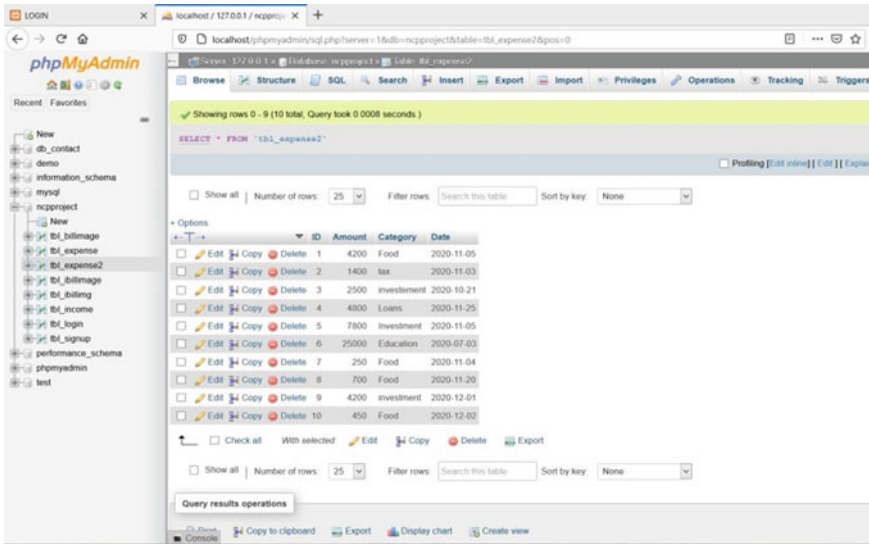 LOGIN
localhost / 127.0.0.1 / ncpproje
localhost/phpmyadmin/sql.php?server=1&db=ncpproject&table=tbl_expense2&pos=0
phpMyAdmin
Recent Favorites
New
db_contact
demo
information_schema
mysql
ncpproject
New
tbl_billimage
tbl_expense
tbl_expense2
tbl_ibillimage
tbl_ibillimg
tbl_income
tbl_login
tbl_signup
performance_schema
phpmyadmin
test
Server: 127.0.0.1 » Database: ncpproject » Table: tbl_expense2
Browse Structure SQL Search Insert Export Import Privileges Operations Tracking Triggers
Showing rows 0 - 9 (10 total, Query took 0.0008 seconds.)
SELECT * FROM `tbl_expense2`
Profiling [Edit inline] [ Edit ] [ Explai
Show all | Number of rows: 25 Filter rows: Search this table Sort by key: None
+ Options
←T→ ID Amount Category Date
Edit Copy Delete 1 4200 Food 2020-11-05
Edit Copy Delete 2 1400 tax 2020-11-03
Edit Copy Delete 3 2500 investement 2020-10-21
Edit Copy Delete 4 4800 Loans 2020-11-25
Edit Copy Delete 5 7800 Investment 2020-11-05
Edit Copy Delete 6 25000 Education 2020-07-03
Edit Copy Delete 7 250 Food 2020-11-04
Edit Copy Delete 8 700 Food 2020-11-20
Edit Copy Delete 9 4200 investment 2020-12-01
Edit Copy Delete 10 450 Food 2020-12-02
Check all With selected: Edit Copy Delete Export
Show all | Number of rows: 25 Filter rows: Search this table Sort by key: None
Query results operations
Print Copy to clipboard Export Display chart Create view
Console